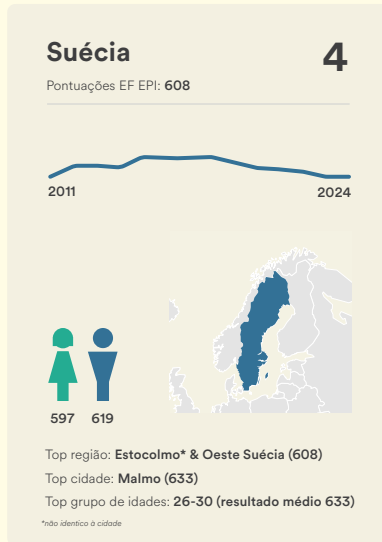 Suécia
4
Pontuações EF EPI: 608
2011
2024
597
619
Top região: Estocolmo* & Oeste Suécia (608)
Top cidade: Malmo (633)
Top grupo de idades: 26-30 (resultado médio 633)
*não identico à cidade